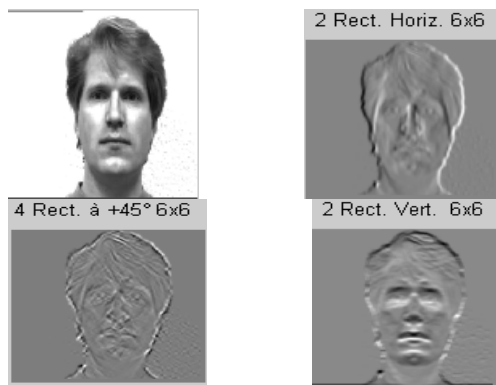 2 Rect. Horiz. 6x6
4 Rect. à +45° 6x6
2 Rect. Vert. 6x6